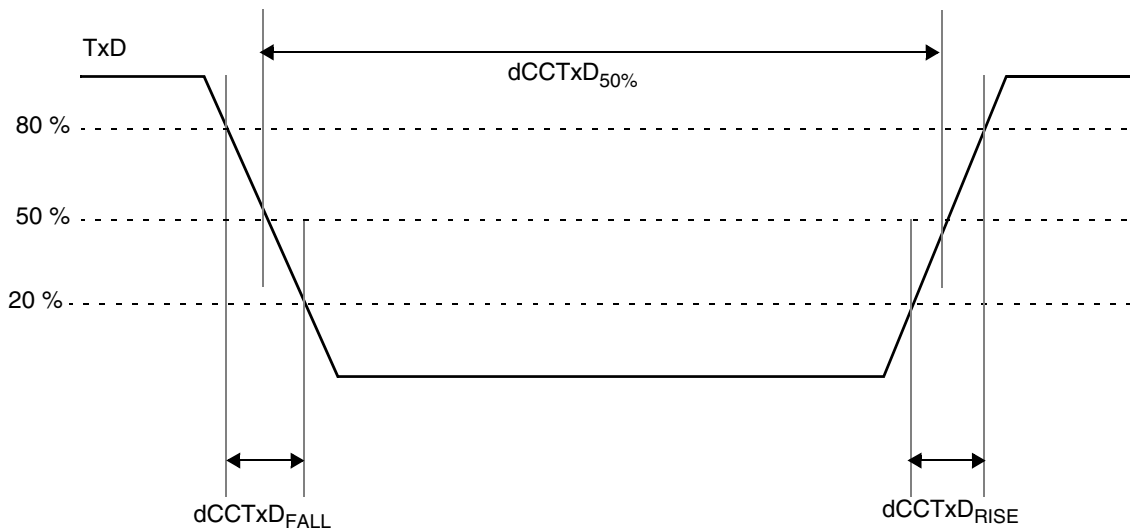 TxD
dCCTxD50%
80 %
50 %
20 %
dCCTxDFALL
dCCTxDRISE